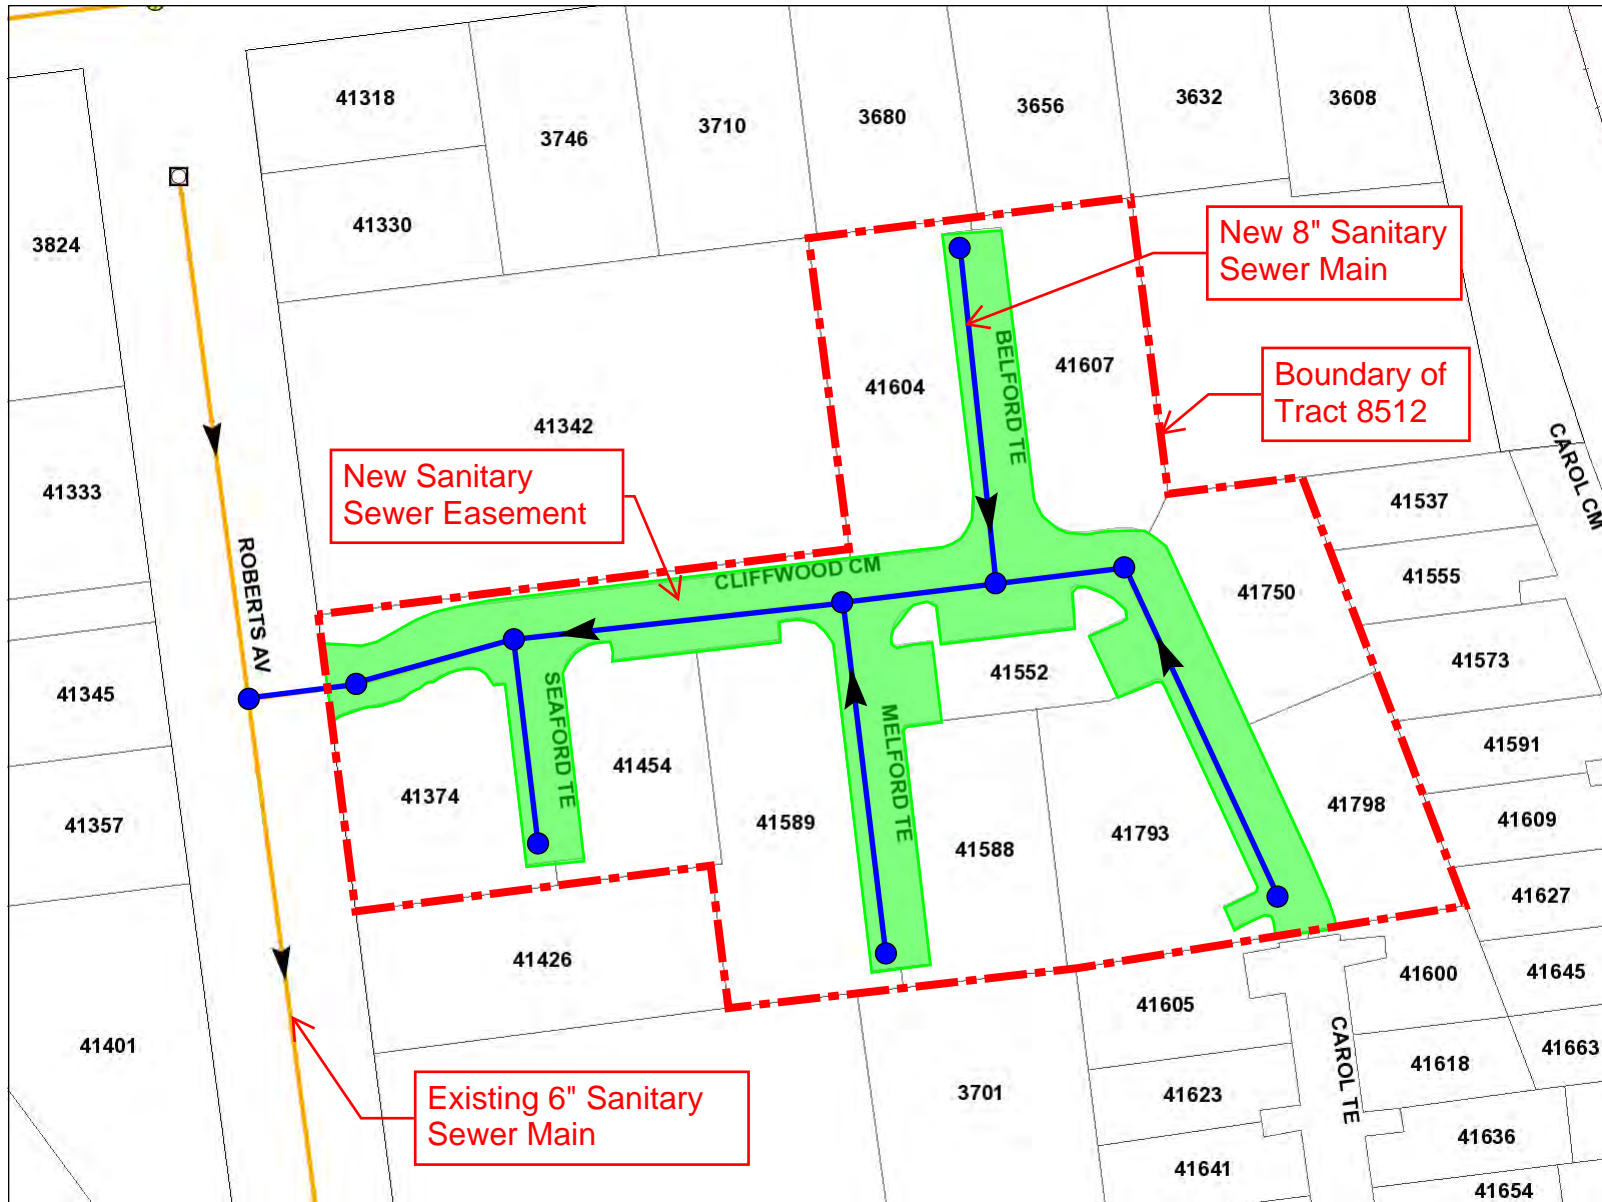 41318
3746
3710
3680
3656
3632
3608
3824
41330
New 8" Sanitary
Sewer Main
BELFORD TE
41604
41607
Boundary of
Tract 8512
41342
CAROL CM
New Sanitary
Sewer Easement
41333
41537
41555
ROBERTS AV
CLIFFWOOD CM
41750
41573
41345
41552
SEAFORD TE
MELFORD TE
41591
41454
41374
41357
41589
41588
41793
41798
41609
41627
41426
41600
41645
41605
41401
CAROL TE
41618
41663
Existing 6" Sanitary
Sewer Main
3701
41623
41636
41641
41654